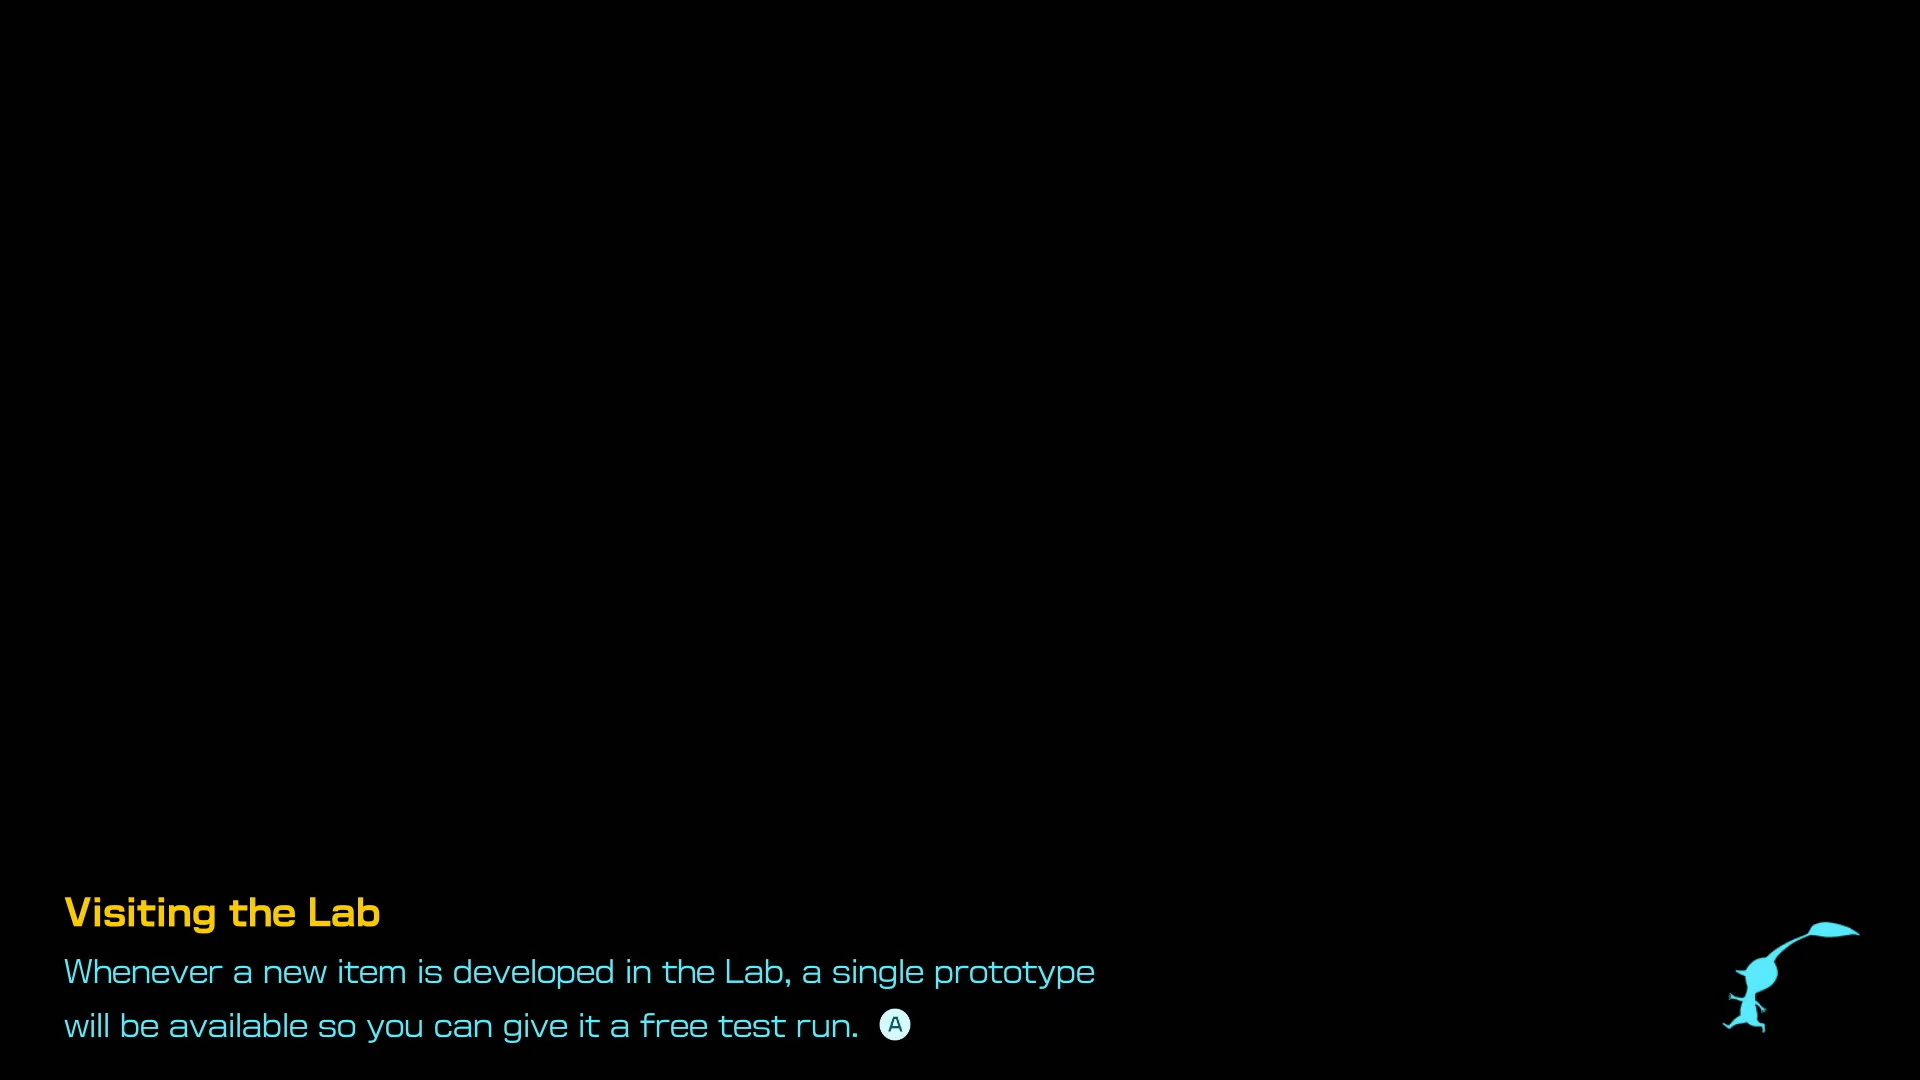 Visiting the Lab
Whenever a new item is developed in the Lab, a single prototype
will be available so you can give it a free test run. A